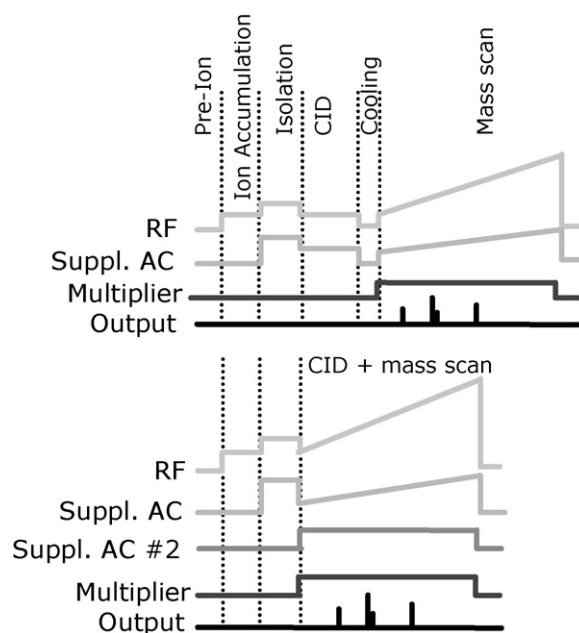 Pre-Ion
Ion Accumulation
Isolation
CID
Cooling
Mass scan
RF
Suppl. AC
Multiplier
Output
CID + mass scan
RF
Suppl. AC
Suppl. AC #2
Multiplier
Output